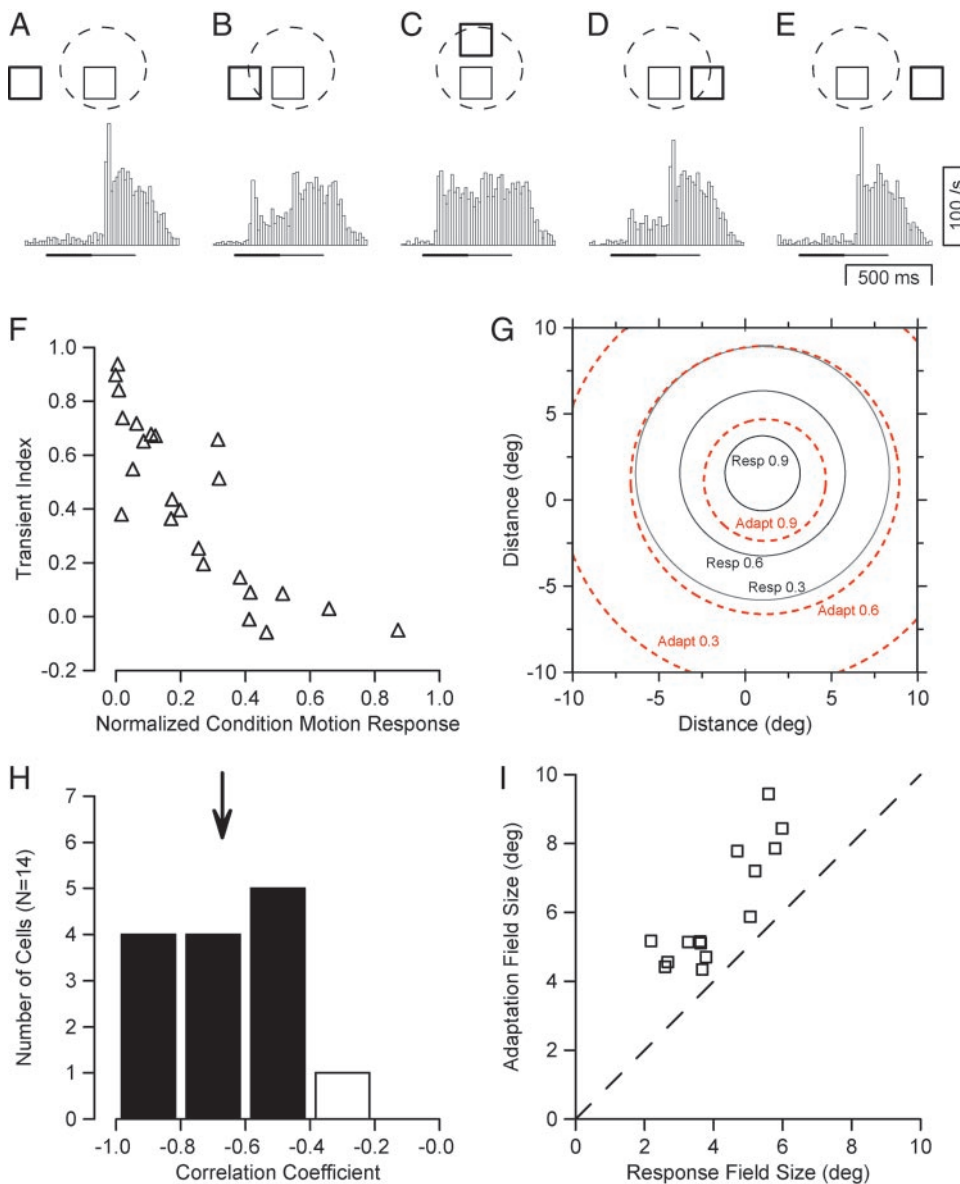 A
B
C
D
E
100 /s
500 ms
F
1.0
0.8
0.6
0.4
0.2
0.0
-0.2
Transient Index
0.0 0.2 0.4 0.6 0.8 1.0
Normalized Condition Motion Response
G
10
5
0
-5
-10
Distance (deg)
Resp 0.9
Adapt 0.9
Resp 0.6
Resp 0.3
Adapt 0.6
Adapt 0.3
-10 -5 0 5 10
Distance (deg)
H
7
6
5
4
3
2
1
0
Number of Cells (N=14)
-1.0 -0.8 -0.6 -0.4 -0.2 -0.0
Correlation Coefficient
I
10
8
6
4
2
0
Adaptation Field Size (deg)
0 2 4 6 8 10
Response Field Size (deg)